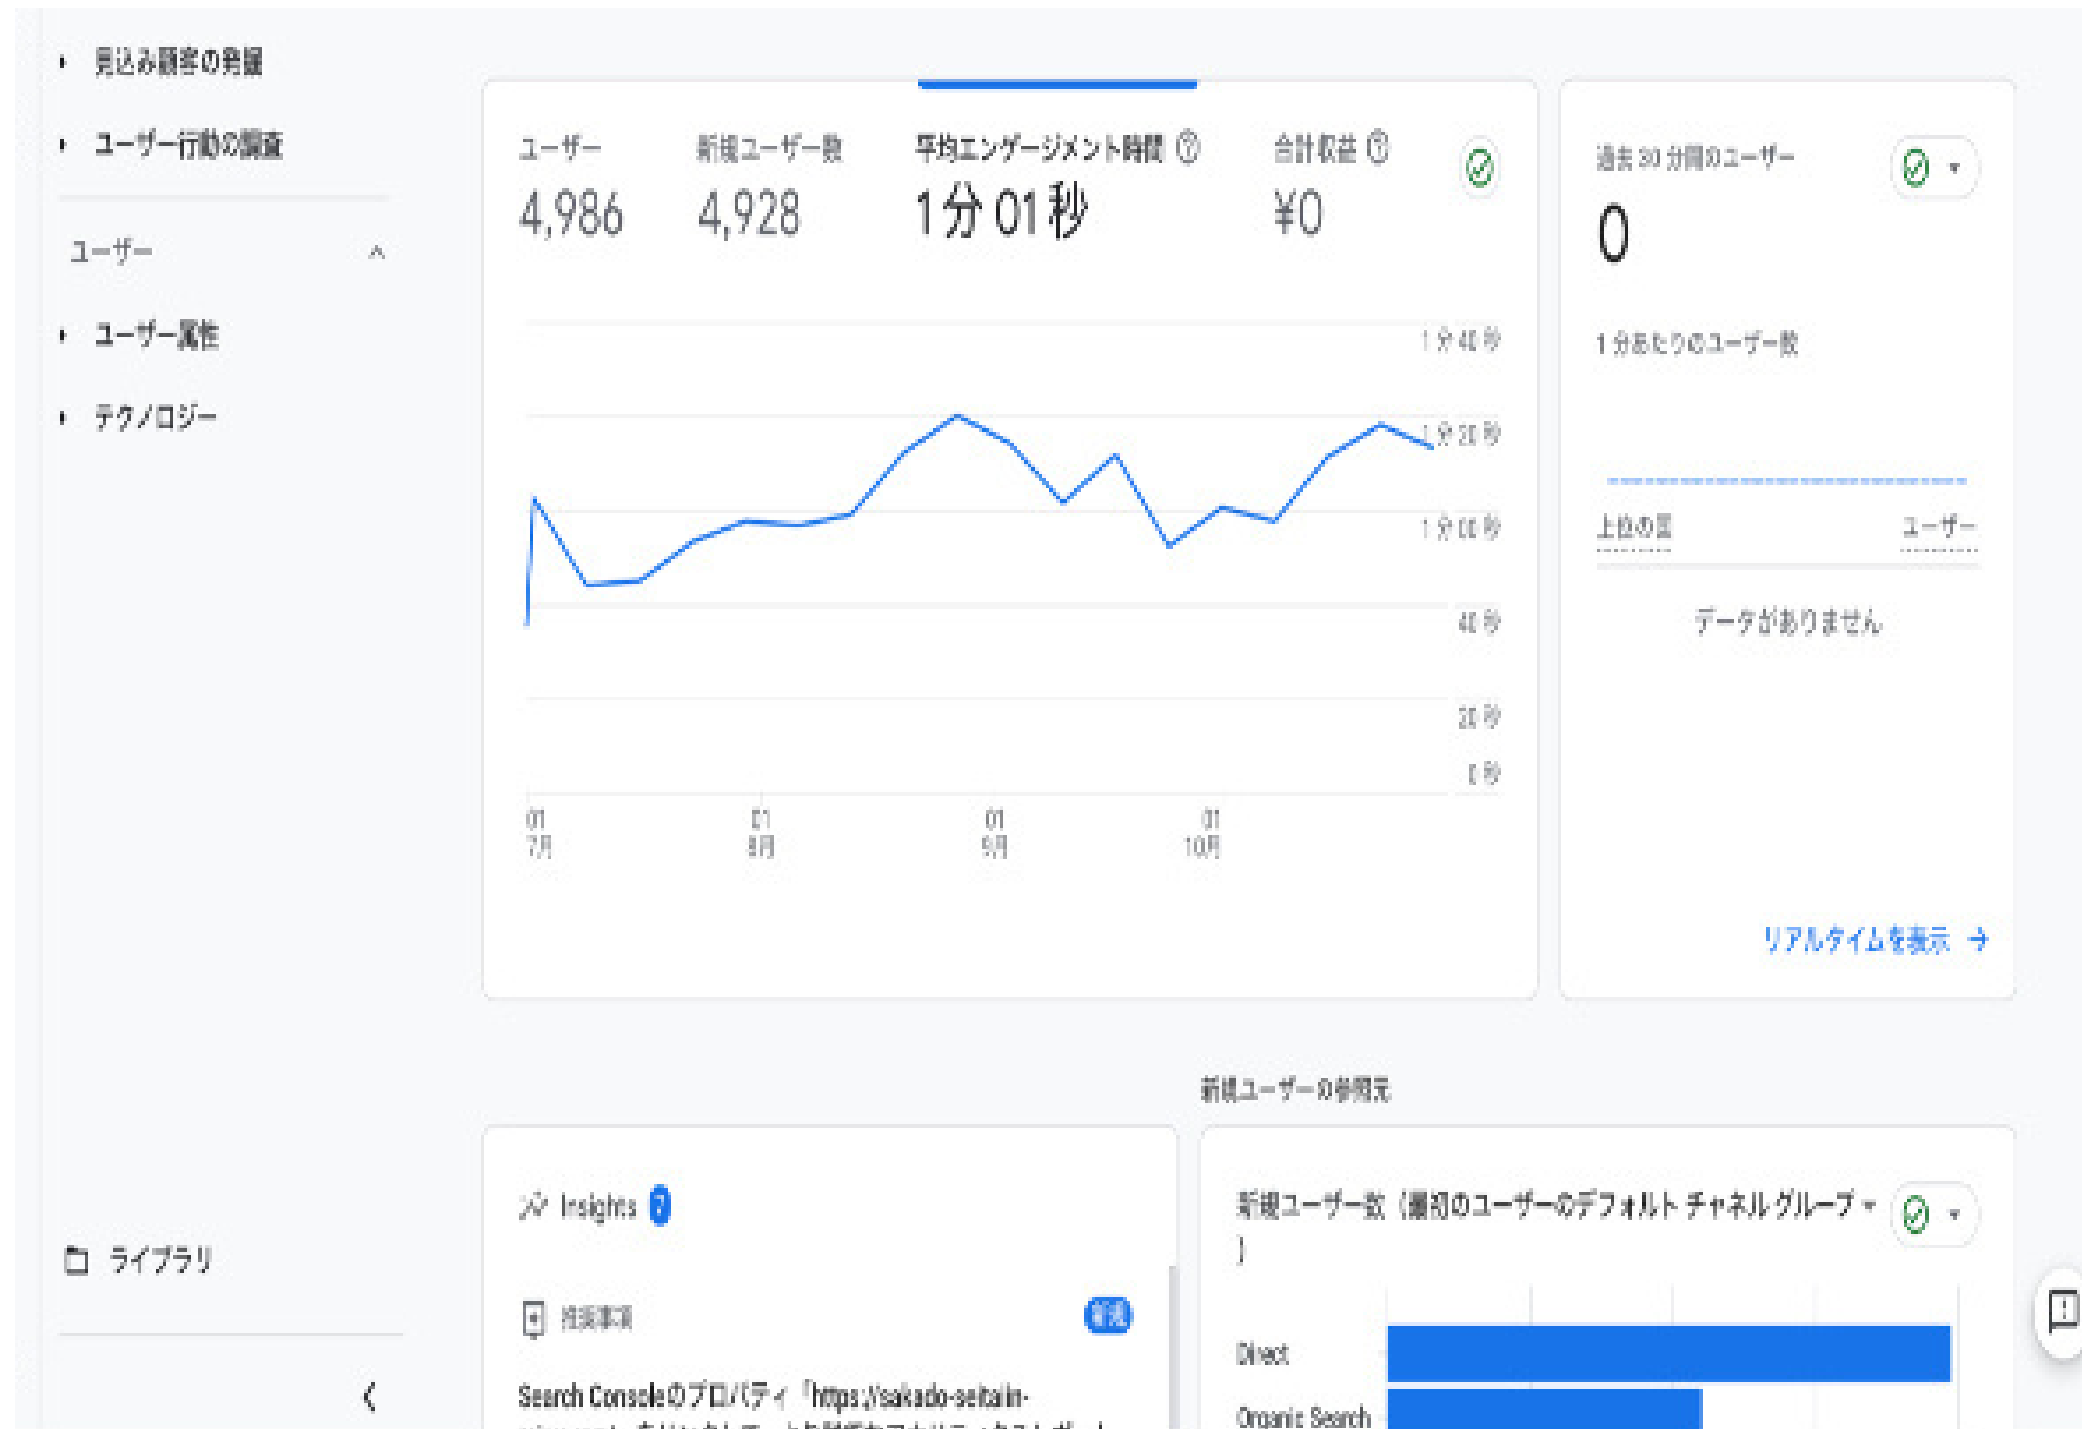 見込み顧客の発掘
ユーザー行動の調査
ユーザー
ユーザー属性
テクノロジー
ライブラリ
ユーザー 新規ユーザー数 平均エンゲージメント時間 合計収益
4,986 4,928 1分01秒 ¥0
1分40秒
1分20秒
1分00秒
40秒
20秒
0秒
01 01 01 01
7月 8月 9月 10月
過去30分間のユーザー
0
1分あたりのユーザー数
上位の国 ユーザー
データがありません
リアルタイムを表示
Insights 7
推奨事項 新規
Search Consoleのプロパティ「https://sakado-seitaiin-
新規ユーザーの参照元
新規ユーザー数（最初のユーザーのデフォルト チャネル グループ
）
Direct
Organic Search